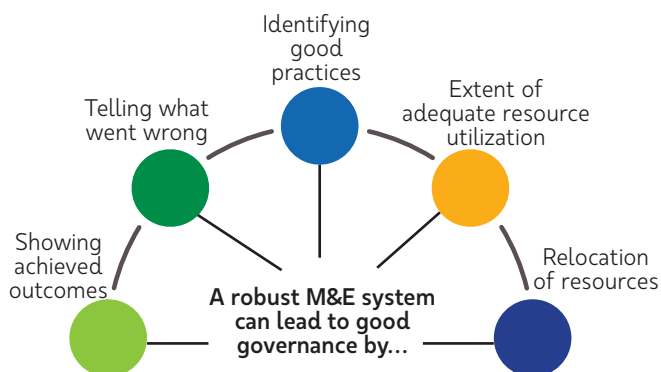 Identifying
good
practices
Extent of
adequate resource
utilization
Telling what
went wrong
Showing
achieved
outcomes
Relocation
of resources
A robust M&E system
can lead to good
governance by...